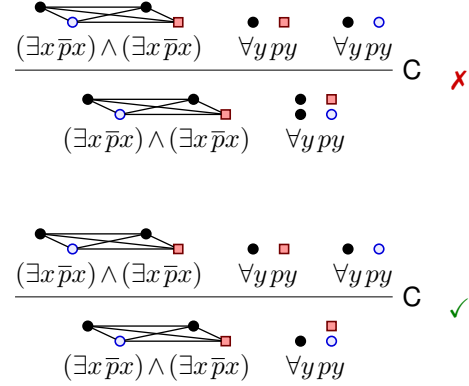 (∃x p̅x) ∧ (∃x p̅x) ∀y py ∀y py
C ✗
(∃x p̅x) ∧ (∃x p̅x) ∀y py
(∃x p̅x) ∧ (∃x p̅x) ∀y py ∀y py
C ✓
(∃x p̅x) ∧ (∃x p̅x) ∀y py